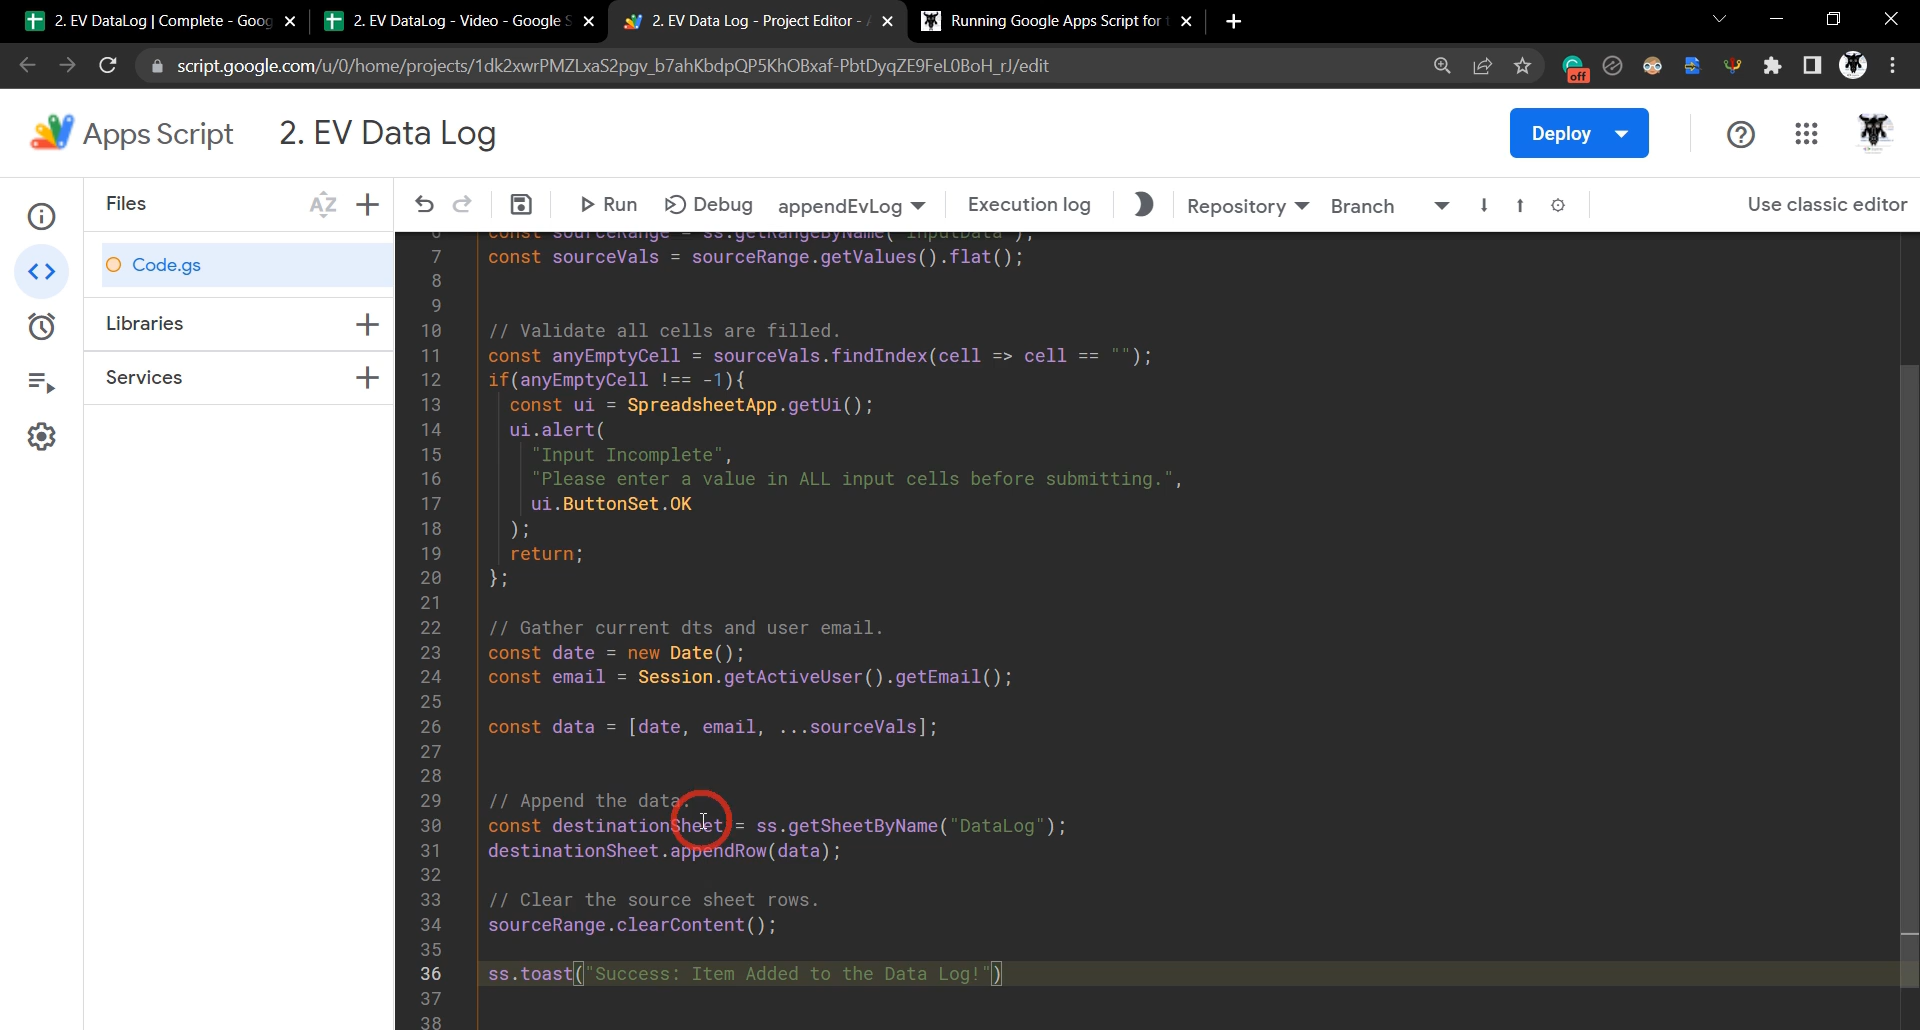 2. EV DataLog | Complete - Goog
2. EV DataLog - Video - Google S
2. EV Data Log - Project Editor - A
Running Google Apps Script for t
script.google.com/u/0/home/projects/1dk2xwrPMZLxaS2pgv_b7ahKbdpQP5KhOBxaf-PbtDyqZE9FeL0BoH_rJ/edit
off
Apps Script 2. EV Data Log
Deploy
Files
AZ
Run Debug appendEvLog Execution log Repository Branch Use classic editor
Code.gs
Libraries
Services
6 const sourceRange = ss.getRangeByName("InputData");
7 const sourceVals = sourceRange.getValues().flat();
8
9
10 // Validate all cells are filled.
11 const anyEmptyCell = sourceVals.findIndex(cell => cell == "");
12 if(anyEmptyCell !== -1){
13 const ui = SpreadsheetApp.getUi();
14 ui.alert(
15 "Input Incomplete",
16 "Please enter a value in ALL input cells before submitting.",
17 ui.ButtonSet.OK
18 );
19 return;
20 };
21
22 // Gather current dts and user email.
23 const date = new Date();
24 const email = Session.getActiveUser().getEmail();
25
26 const data = [date, email, ...sourceVals];
27
28
29 // Append the data.
30 const destinationSheet = ss.getSheetByName("DataLog");
31 destinationSheet.appendRow(data);
32
33 // Clear the source sheet rows.
34 sourceRange.clearContent();
35
36 ss.toast("Success: Item Added to the Data Log!")
37
38